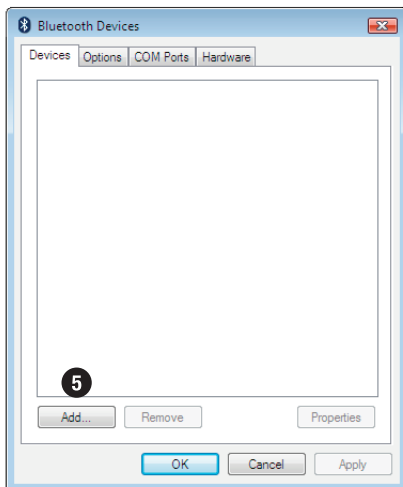 Bluetooth Devices
Devices Options COM Ports Hardware
5
Add... Remove Properties
OK Cancel Apply